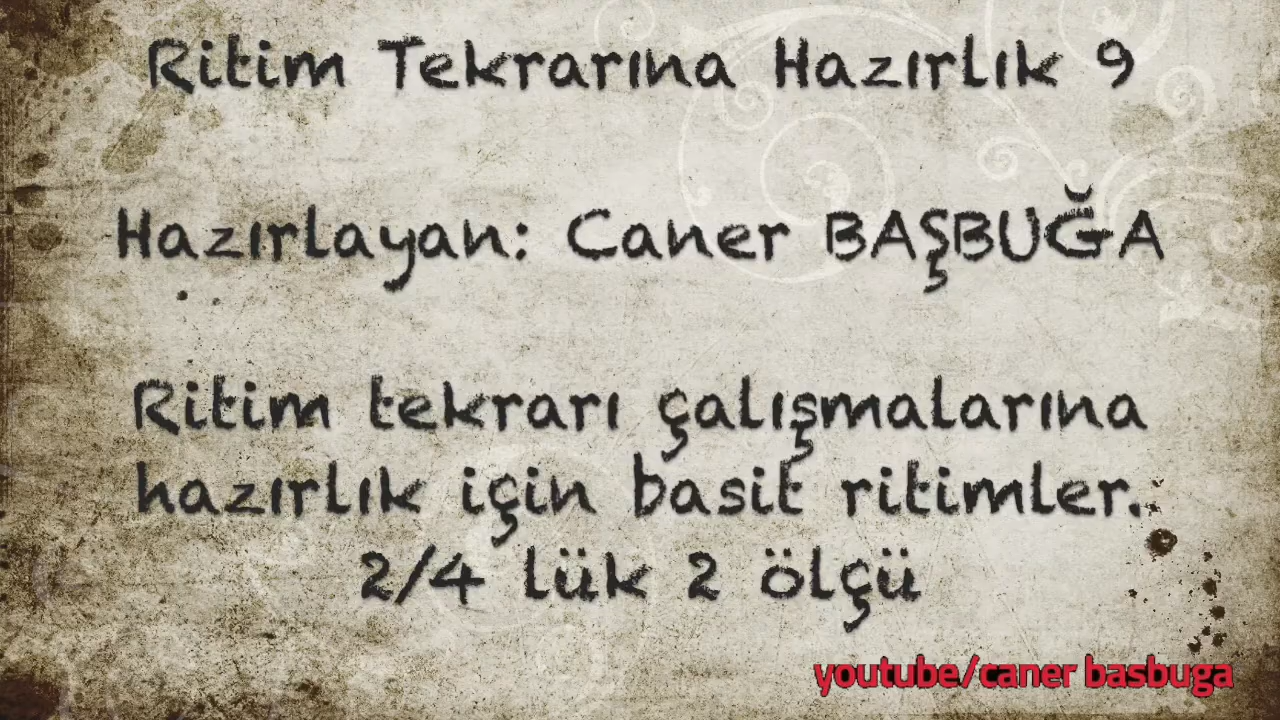 Ritim Tekrarına Hazırlık 9
Hazırlayan: Caner BAŞBUĞA
Ritim tekrarı çalışmalarına
hazırlık için basit ritimler.
2/4 lük 2 ölçü
youtube/caner basbuga